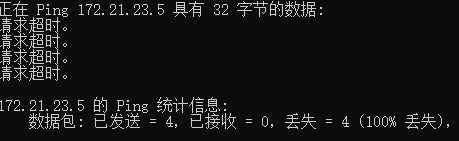 正在 Ping 172.21.23.5 具有 32 字节的数据:
请求超时。
请求超时。
请求超时。
请求超时。
172.21.23.5 的 Ping 统计信息:
数据包: 已发送 = 4，已接收 = 0，丢失 = 4 (100% 丢失)，